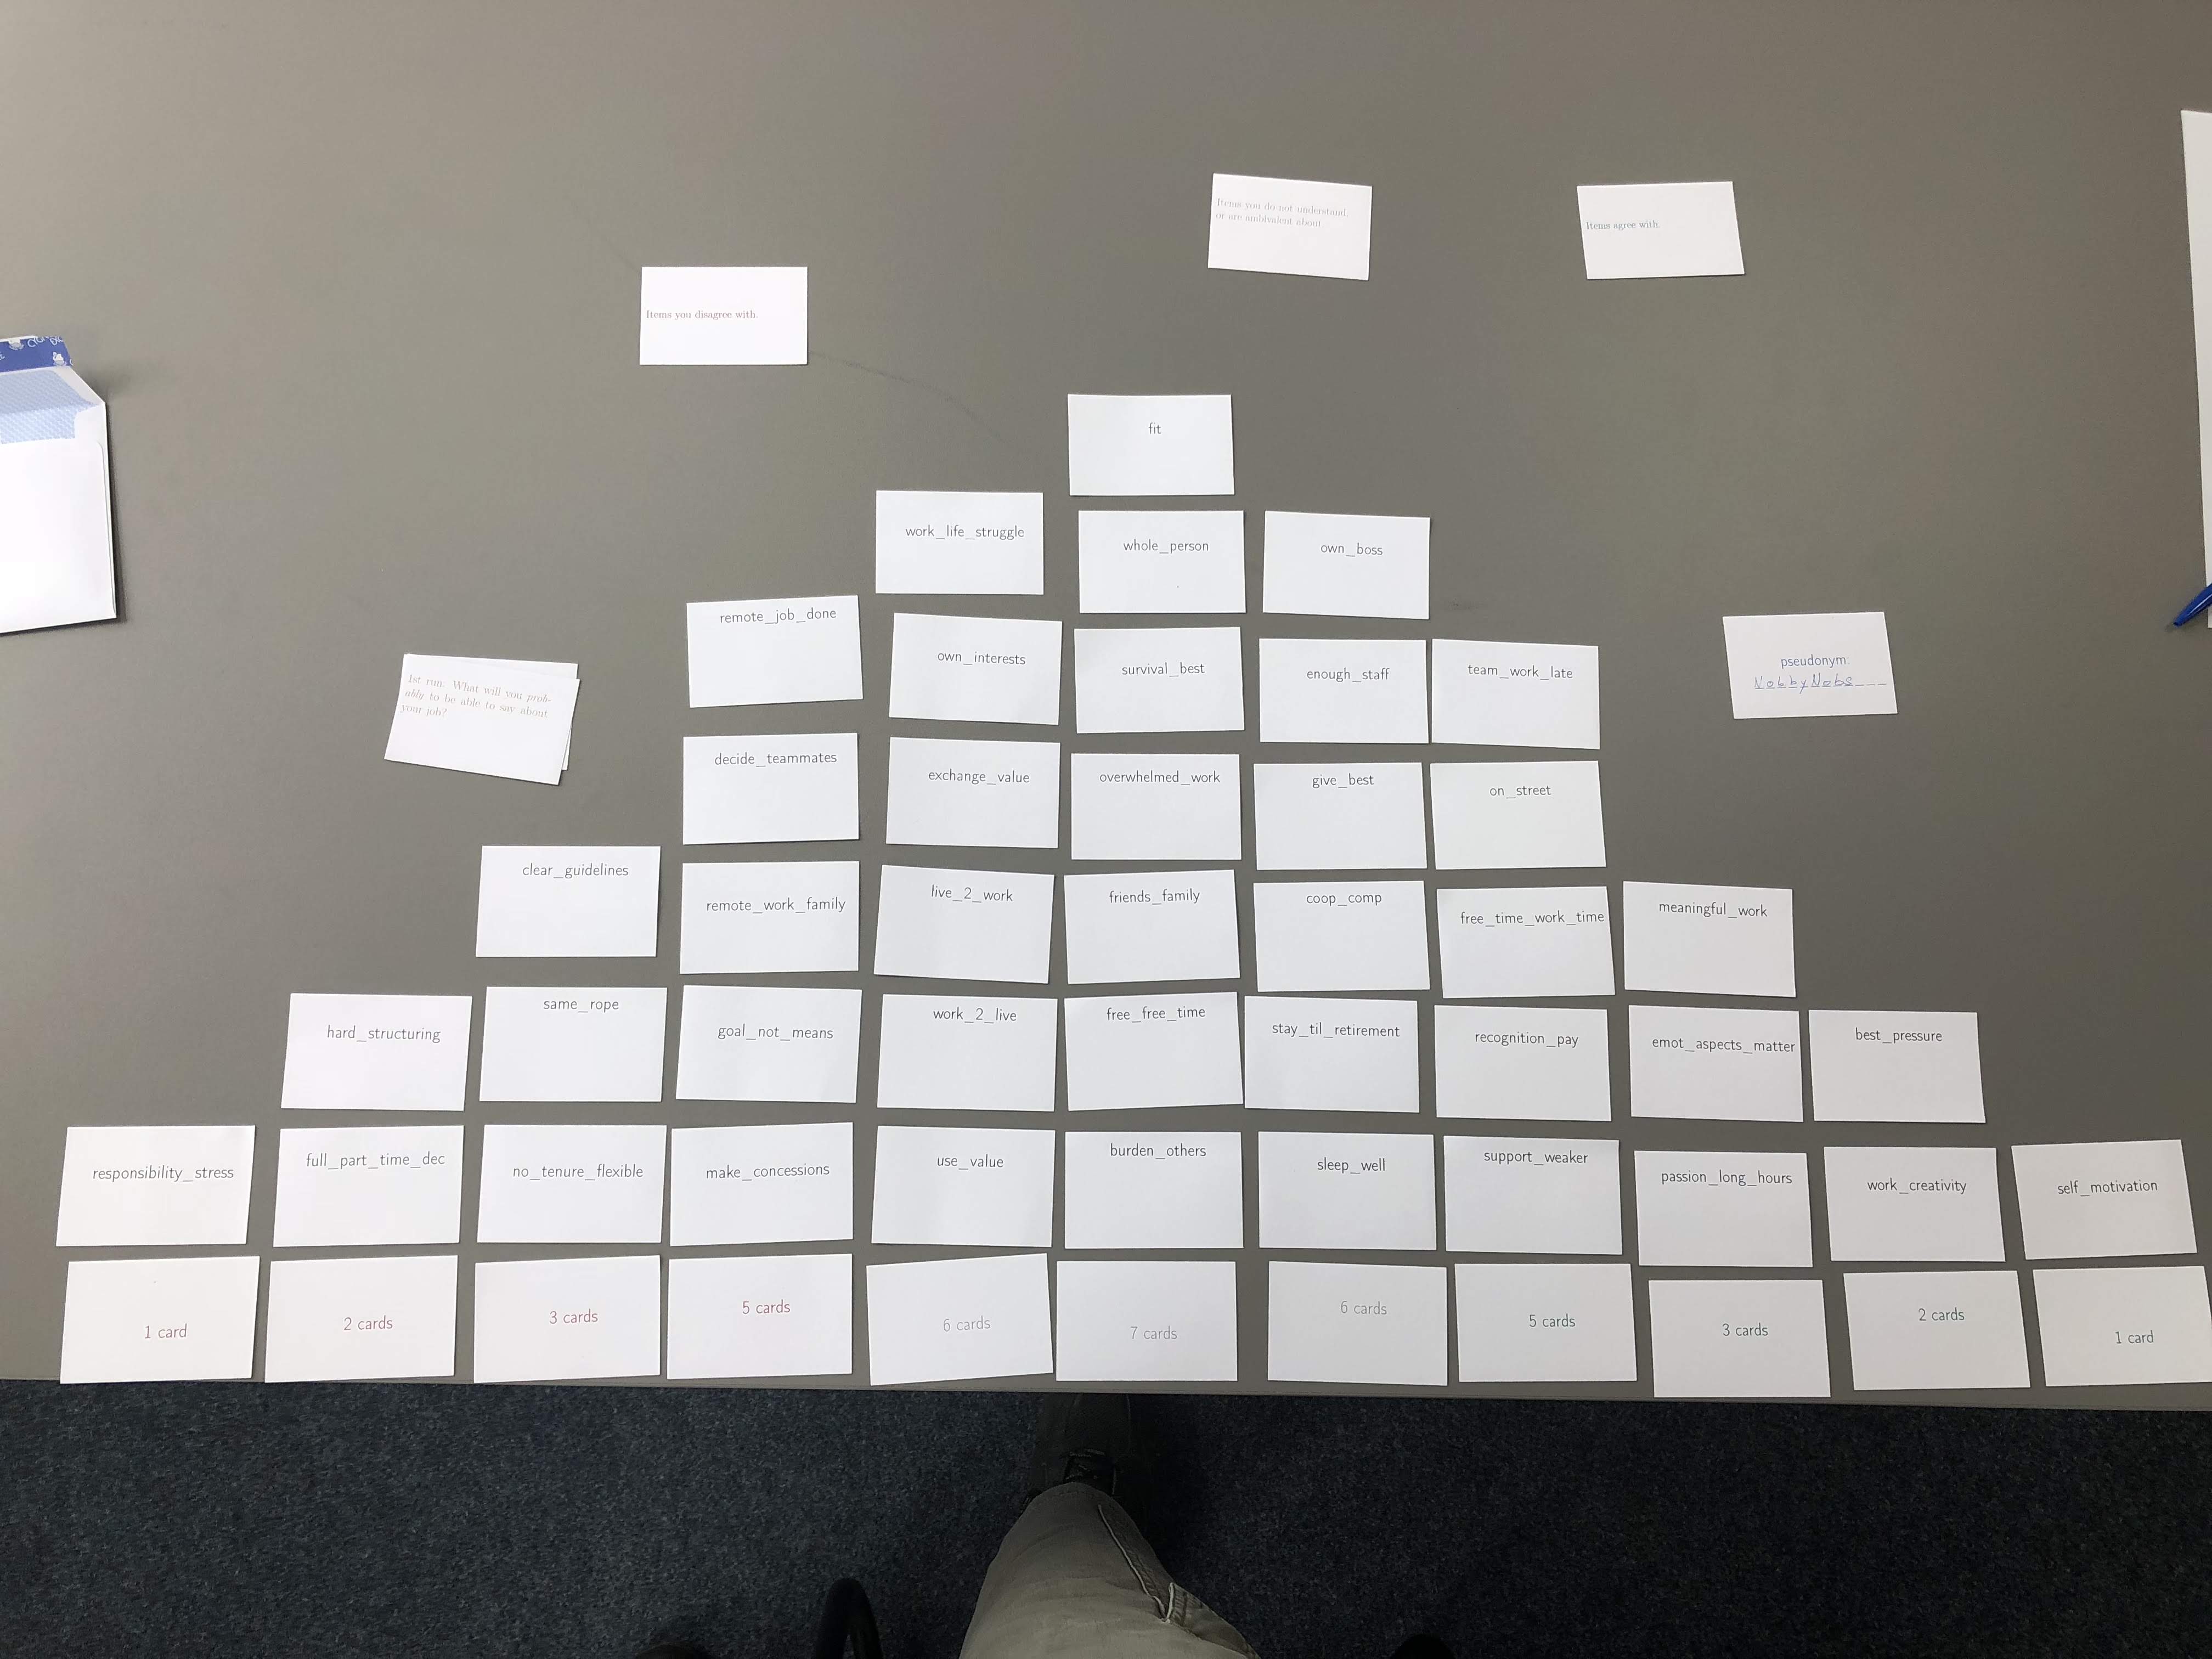 Items you do not understand
or are ambivalent about
Items agree with.
Items you disagree with.
fit
work_life_struggle
whole_person
own_boss
remote_job_done
own_interests
survival_best
enough_staff
team_work_late
pseudonym:
NobbyNobs
1st run: What will you prob-
ably to be able to say about
your job?
decide_teammates
exchange_value
overwhelmed_work
give_best
on_street
clear_guidelines
remote_work_family
live_2_work
friends_family
coop_comp
free_time_work_time
meaningful_work
hard_structuring
same_rope
goal_not_means
work_2_live
free_free_time
stay_til_retirement
recognition_pay
emot_aspects_matter
best_pressure
responsibility_stress
full_part_time_dec
no_tenure_flexible
make_concessions
use_value
burden_others
sleep_well
support_weaker
passion_long_hours
work_creativity
self_motivation
1 card
2 cards
3 cards
5 cards
6 cards
7 cards
6 cards
5 cards
3 cards
2 cards
1 card